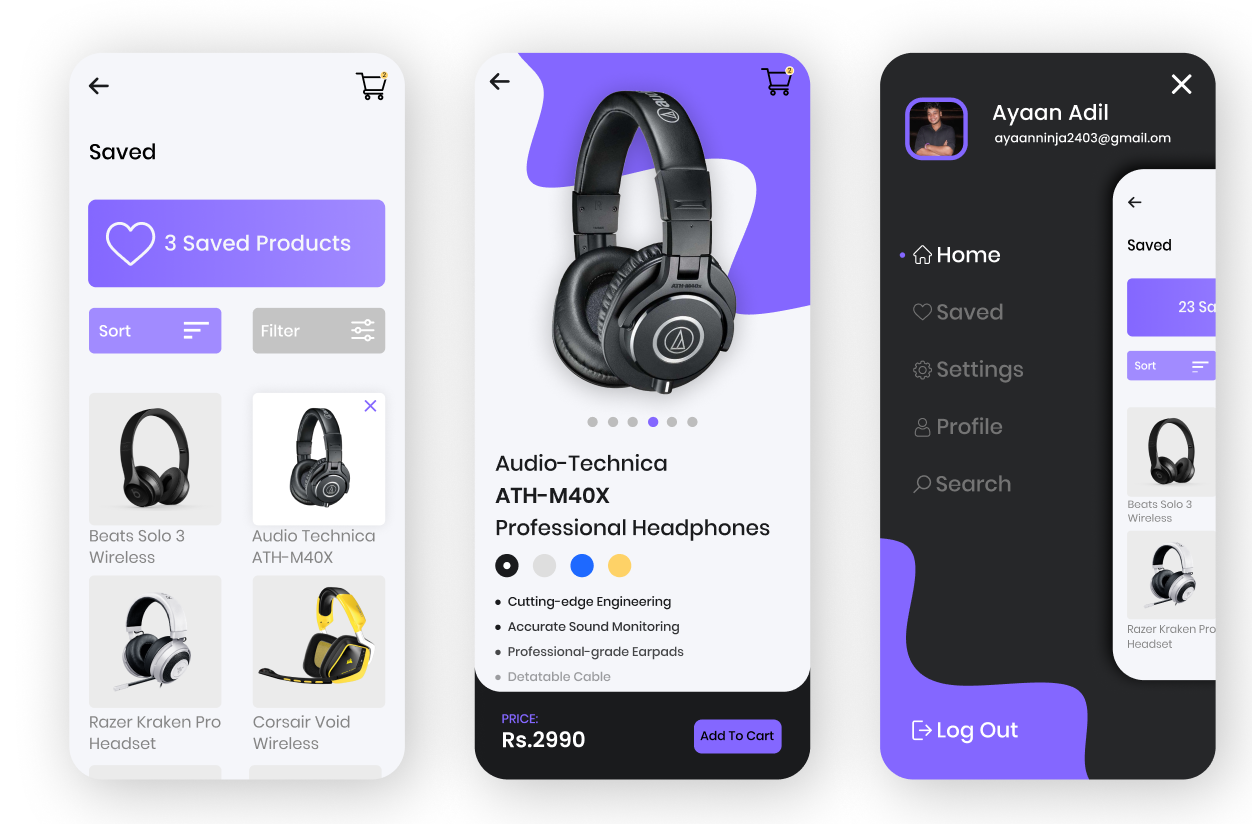 2
Saved
3 Saved Products
Sort
Filter
Beats Solo 3
Wireless
Audio Technica
ATH-M40X
Razer Kraken Pro
Headset
Corsair Void
Wireless
2
ATH-M40x
Audio-Technica
ATH-M40X
Professional Headphones
Cutting-edge Engineering
Accurate Sound Monitoring
Professional-grade Earpads
Detatable Cable
PRICE:
Rs.2990
Add To Cart
Ayaan Adil
ayaanninja2403@gmail.om
Home
Saved
Settings
Profile
Search
Log Out
Saved
23 Sa
Sort
Beats Solo 3
Wireless
Razer Kraken Pro
Headset